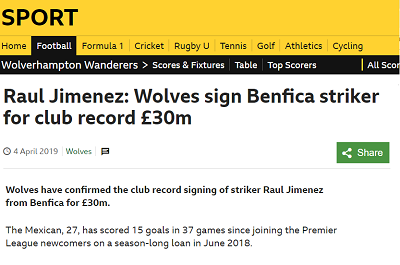 SPORT
Home Football Formula 1 Cricket Rugby U Tennis Golf Athletics Cycling
Wolverhampton Wanderers > Scores & Fixtures Table Top Scorers All Scor
Raul Jimenez: Wolves sign Benfica striker
for club record £30m
4 April 2019 Wolves Share
Wolves have confirmed the club record signing of striker Raul Jimenez
from Benfica for £30m.
The Mexican, 27, has scored 15 goals in 37 games since joining the Premier
League newcomers on a season-long loan in June 2018.